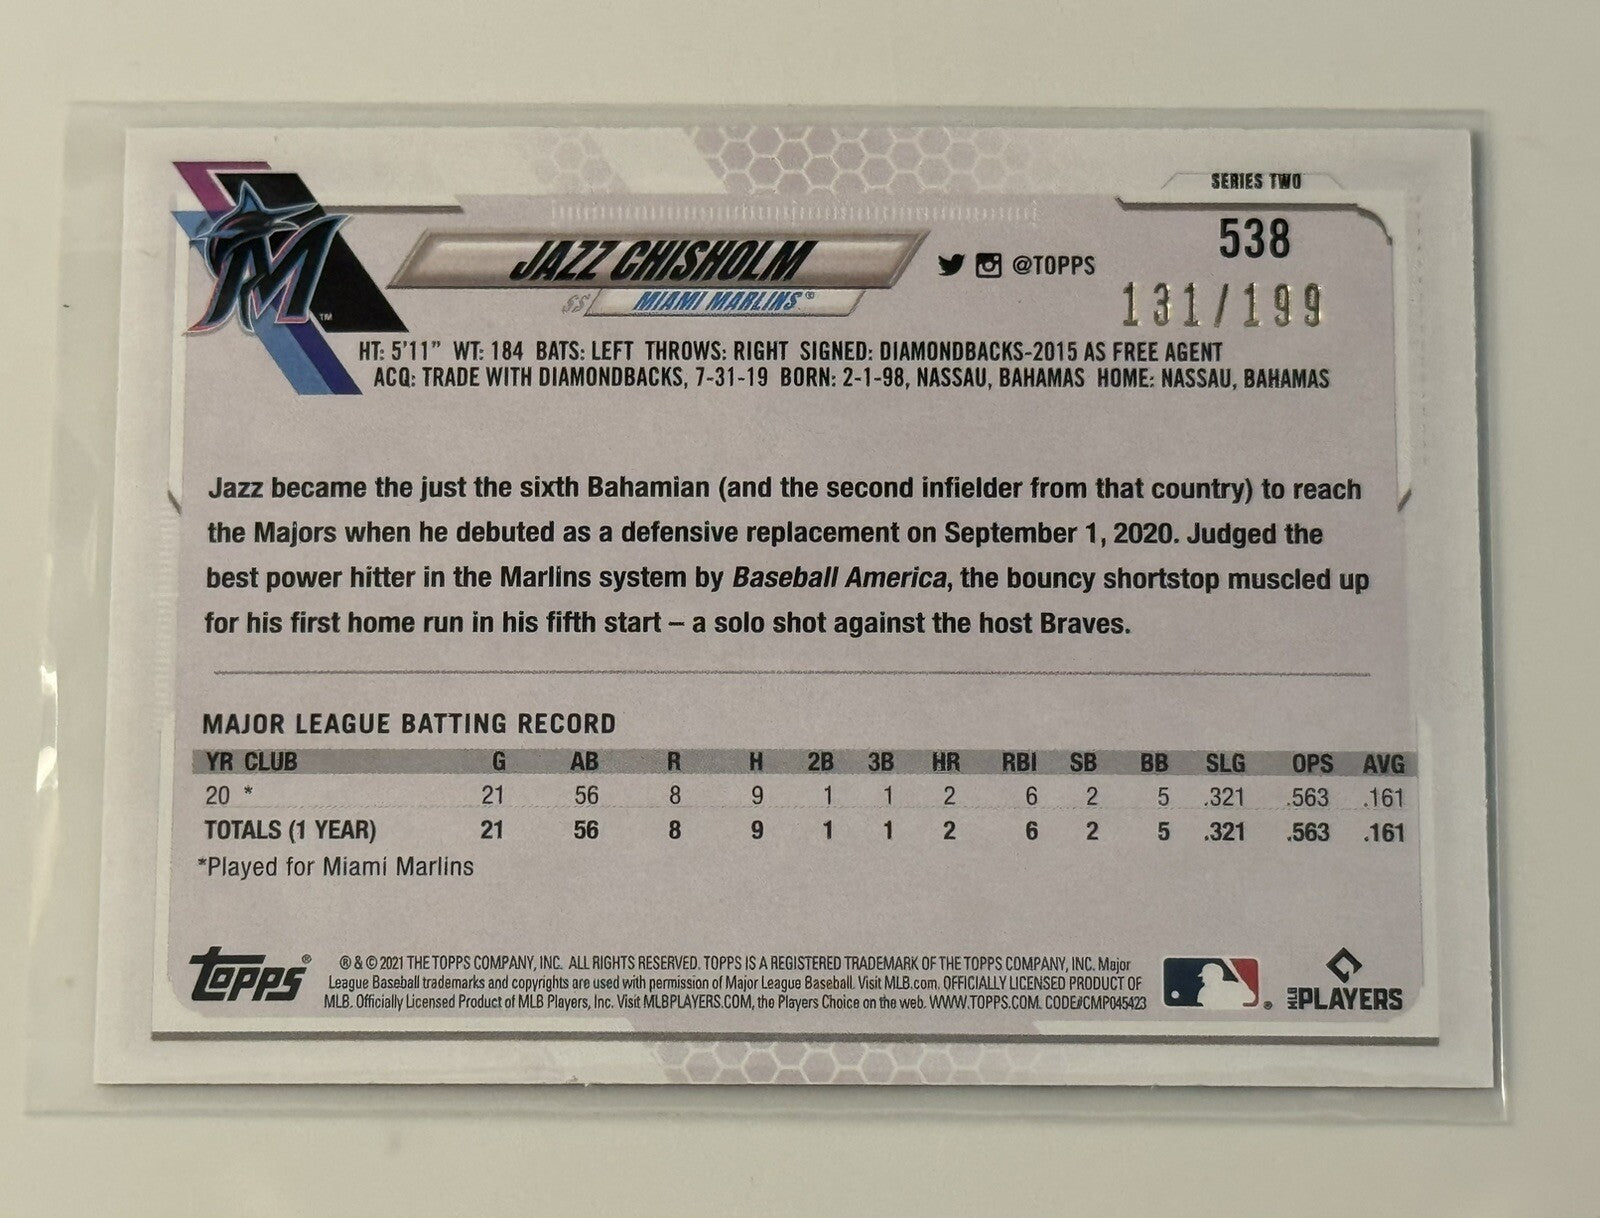 SERIES TWO
538
JAZZ CHISHOLM
@TOPPS
SS MIAMI MARLINS®
131/199
M™
HT: 5'11" WT: 184 BATS: LEFT THROWS: RIGHT SIGNED: DIAMONDBACKS-2015 AS FREE AGENT
ACQ: TRADE WITH DIAMONDBACKS, 7-31-19 BORN: 2-1-98, NASSAU, BAHAMAS HOME: NASSAU, BAHAMAS
Jazz became the just the sixth Bahamian (and the second infielder from that country) to reach
the Majors when he debuted as a defensive replacement on September 1, 2020. Judged the
best power hitter in the Marlins system by Baseball America, the bouncy shortstop muscled up
for his first home run in his fifth start – a solo shot against the host Braves.
MAJOR LEAGUE BATTING RECORD
YR CLUB G AB R H 2B 3B HR RBI SB BB SLG OPS AVG
20 * 21 56 8 9 1 1 2 6 2 5 .321 .563 .161
TOTALS (1 YEAR) 21 56 8 9 1 1 2 6 2 5 .321 .563 .161
*Played for Miami Marlins
topps®
® & © 2021 THE TOPPS COMPANY, INC. ALL RIGHTS RESERVED. TOPPS IS A REGISTERED TRADEMARK OF THE TOPPS COMPANY, INC. Major
League Baseball trademarks and copyrights are used with permission of Major League Baseball. Visit MLB.com. OFFICIALLY LICENSED PRODUCT OF
MLB. Officially Licensed Product of MLB Players, Inc. Visit MLBPLAYERS.COM, the Players Choice on the web. WWW.TOPPS.COM. CODE#CMP045423
®
MLB PLAYERS